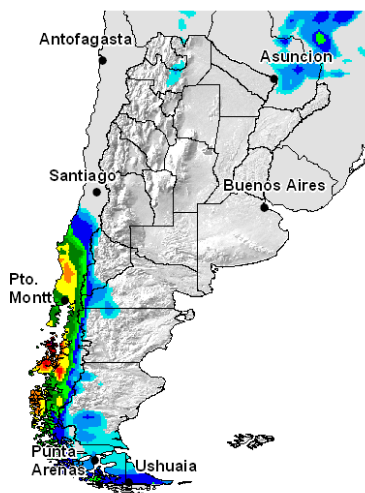 Antofagasta
Asuncion
Santiago
Buenos Aires
Pto.
Montt
Punta
Arenas
Ushuaia